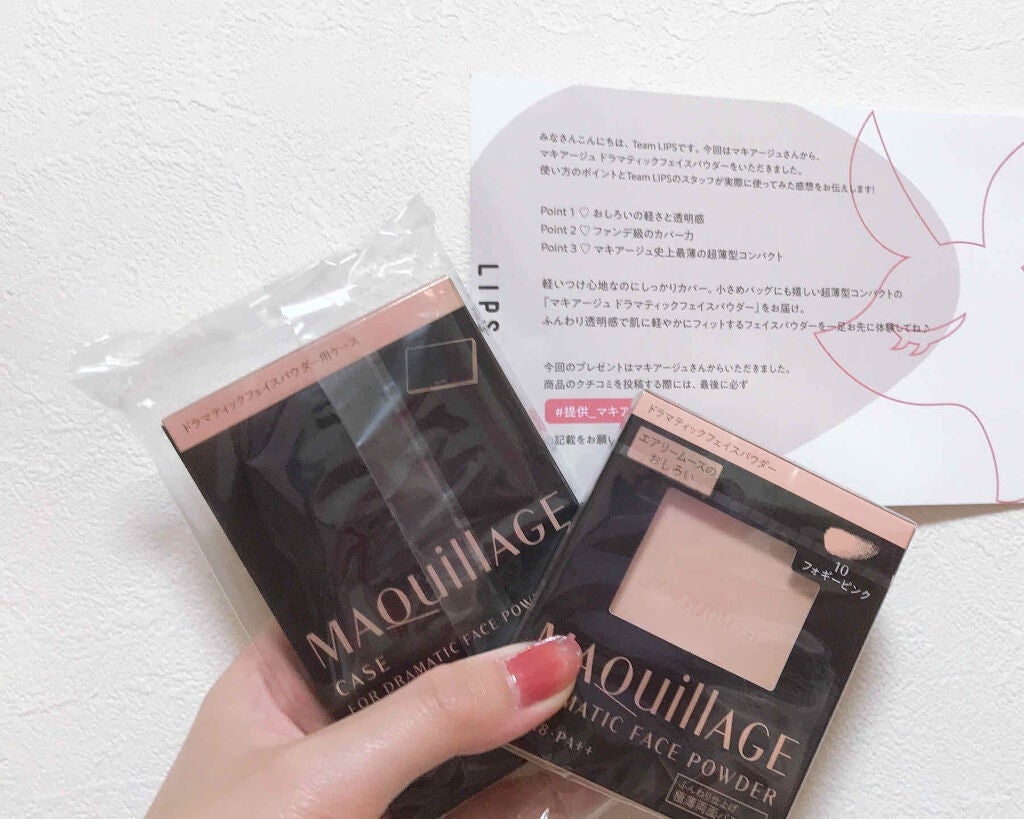 みなさんこんにちは、Team LIPSです。今回はマキアージュさんから、
マキアージュ ドラマティックフェイスパウダーをいただきました。
使い方のポイントとTeam LIPSのスタッフが実際に使ってみた感想をお伝えします!
Point 1 ♡ おしろいの軽さと透明感
Point 2 ♡ ファンデ級のカバー力
Point 3 ♡ マキアージュ史上最薄の超薄型コンパクト
軽いつけ心地なのにしっかりカバー。小さめバッグにも嬉しい超薄型コンパクトの
「マキアージュ ドラマティックフェイスパウダー」をお届け。
ふんわり透明感で肌に軽やかにフィットするフェイスパウダーを一足お先に体験してね♪
今回のプレゼントはマキアージュさんからいただきました。
商品のクチコミを投稿する際には、最後に必ず
#提供_マキア
記載をお願い
LIPS
ドラマティックフェイスパウダー用ケース
MAQuillAGE
CASE
FOR DRAMATIC FACE POW
ドラマティックフェイスパウダー
エアリームースの
おしろい
10
フォギーピンク
MAQuillAGE
MATIC FACE POWDER
8・PA++
ふんわり仕上げ
極薄両面パ